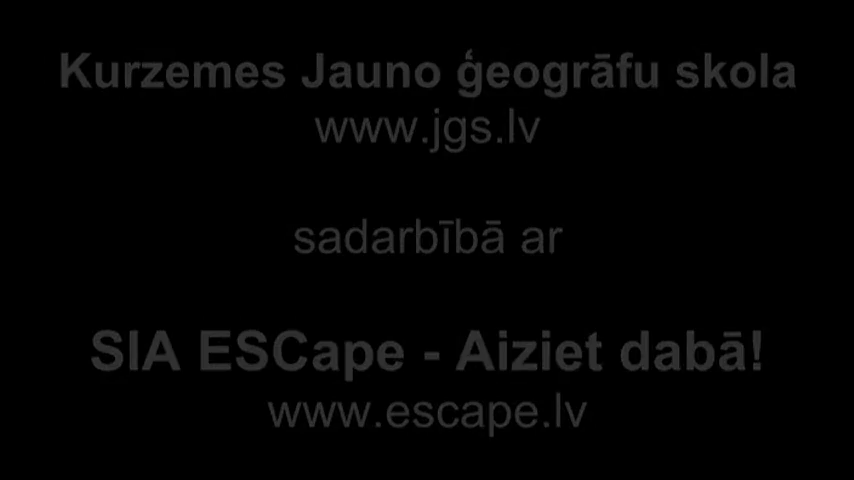 Kurzemes Jauno ģeogrāfu skola
www.jgs.lv
sadarbībā ar
SIA ESCape - Aiziet dabā!
www.escape.lv